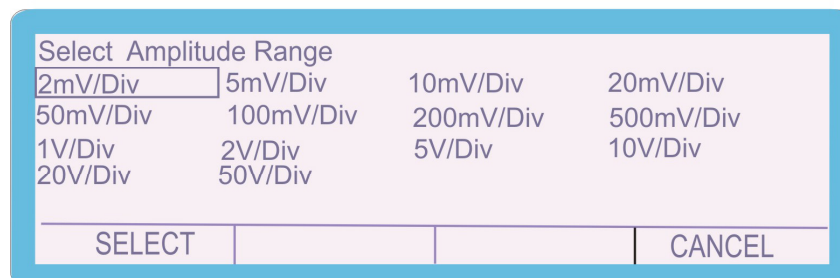 Select Amplitude Range
2mV/Div 5mV/Div 10mV/Div 20mV/Div
50mV/Div 100mV/Div 200mV/Div 500mV/Div
1V/Div 2V/Div 5V/Div 10V/Div
20V/Div 50V/Div
SELECT CANCEL